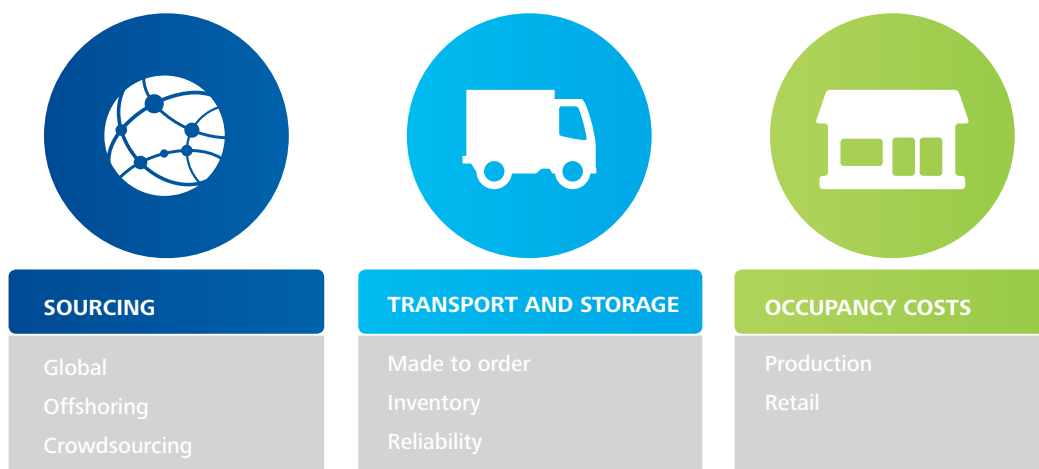 SOURCING
Global
Offshoring
Crowdsourcing
TRANSPORT AND STORAGE
Made to order
Inventory
Reliability
OCCUPANCY COSTS
Production
Retail